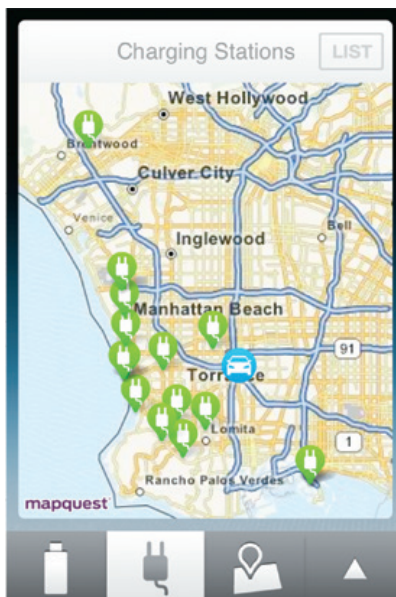 Charging Stations
LIST
West Hollywood
Brentwood
Culver City
Venice
Bell
Inglewood
Manhattan Beach
91
Torrance
Lomita
1
Rancho Palos Verdes
mapquest